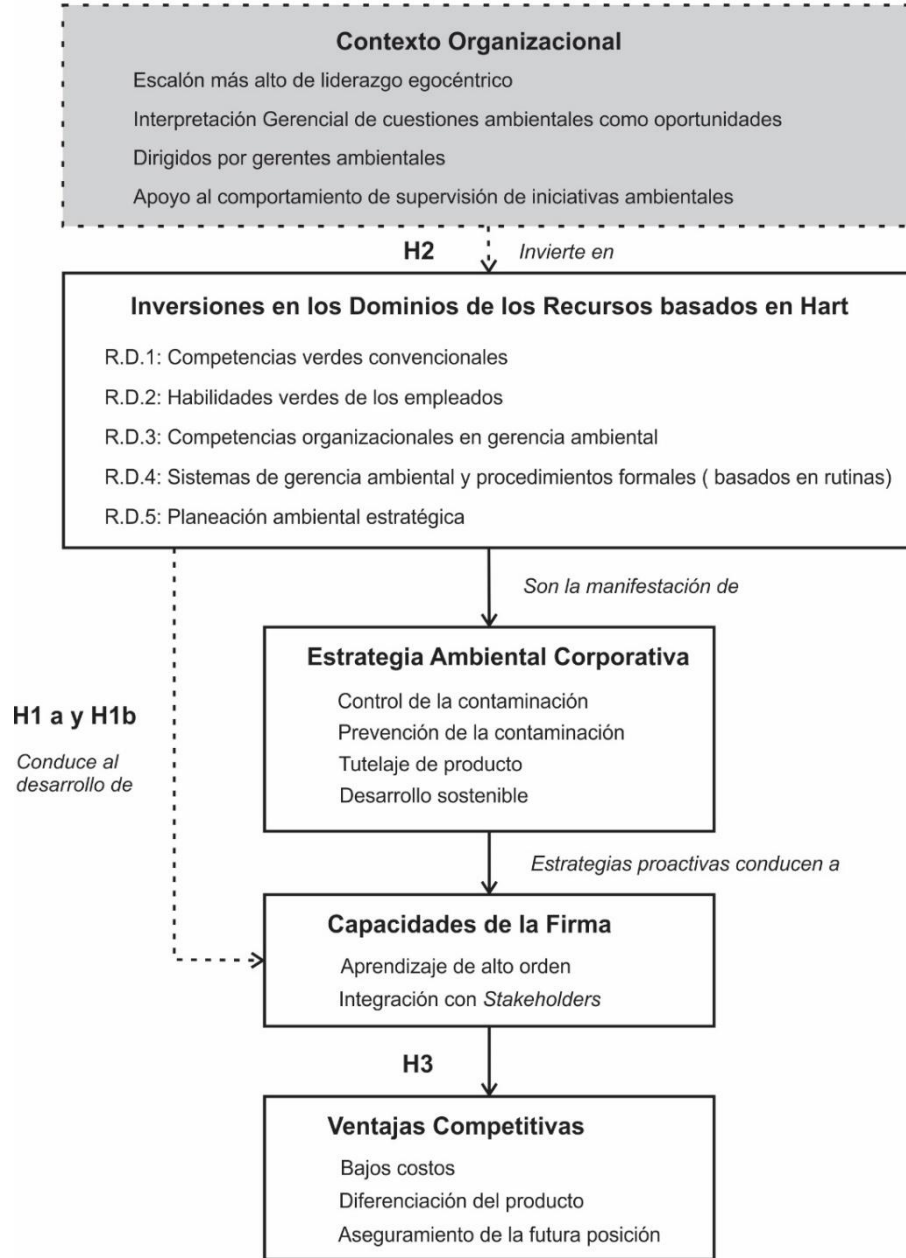 Contexto Organizacional
Escalón más alto de liderazgo egocéntrico
Interpretación Gerencial de cuestiones ambientales como oportunidades
Dirigidos por gerentes ambientales
Apoyo al comportamiento de supervisión de iniciativas ambientales
H2
Invierte en
Inversiones en los Dominios de los Recursos basados en Hart
R.D.1: Competencias verdes convencionales
R.D.2: Habilidades verdes de los empleados
R.D.3: Competencias organizacionales en gerencia ambiental
R.D.4: Sistemas de gerencia ambiental y procedimientos formales ( basados en rutinas)
R.D.5: Planeación ambiental estratégica
Son la manifestación de
Estrategia Ambiental Corporativa
Control de la contaminación
Prevención de la contaminación
Tutelaje de producto
Desarrollo sostenible
H1 a y H1b
Conduce al
desarrollo de
Estrategias proactivas conducen a
Capacidades de la Firma
Aprendizaje de alto orden
Integración con Stakeholders
H3
Ventajas Competitivas
Bajos costos
Diferenciación del producto
Aseguramiento de la futura posición